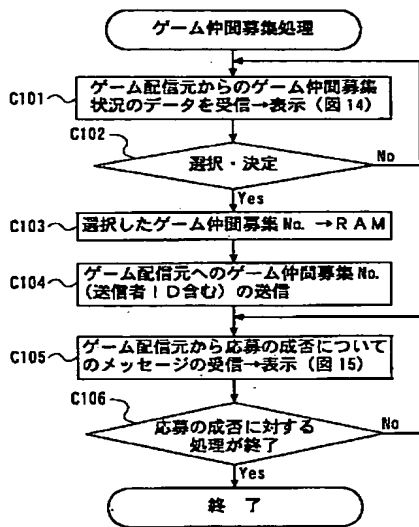 ゲーム仲間募集処理
C101
ゲーム配信元からのゲーム仲間募集
状況のデータを受信→表示（図14）
C102
選択・決定
No
Yes
C103
選択したゲーム仲間募集No. →RAM
C104
ゲーム配信元へのゲーム仲間募集No.
（送信者ＩＤ含む）の送信
C105
ゲーム配信元から応募の成否について
のメッセージの受信→表示（図15）
C106
応募の成否に対する
処理が終了
No
Yes
終 了